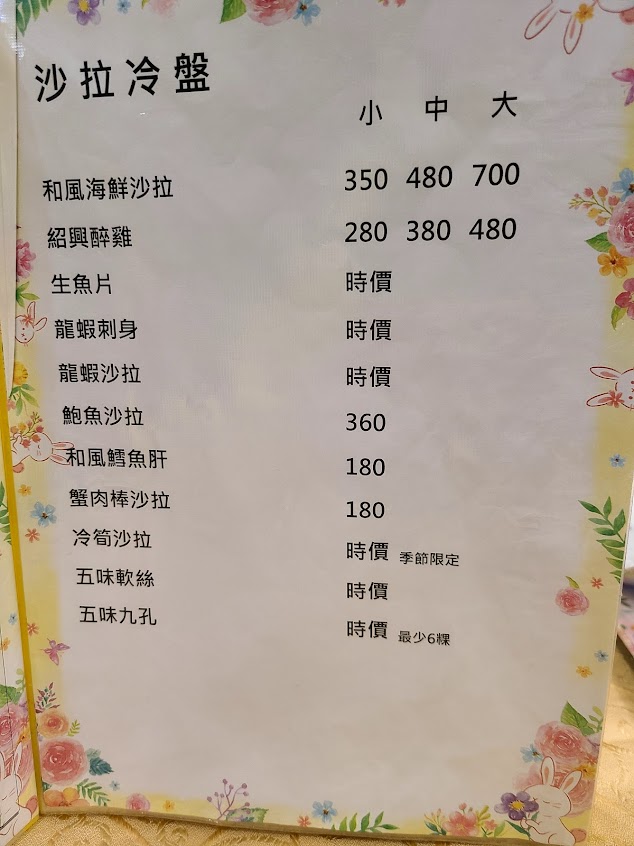 沙拉冷盤
小 中 大
和風海鮮沙拉 350 480 700
紹興醉雞 280 380 480
生魚片 時價
龍蝦刺身 時價
龍蝦沙拉 時價
鮑魚沙拉 360
和風鱈魚肝 180
蟹肉棒沙拉 180
冷筍沙拉 時價 季節限定
五味軟絲 時價
五味九孔 時價 最少6粿